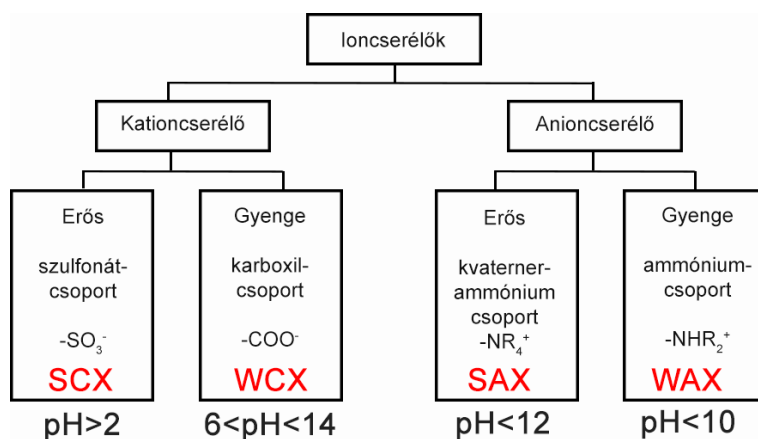 Ioncserélők
Kationcserélő
Anioncserélő
Erős
szulfonát-
csoport
-SO₃⁻
SCX
pH>2
Gyenge
karboxil-
csoport
-COO⁻
WCX
6<pH<14
Erős
kvaterner-
ammónium
csoport
-NR₄⁺
SAX
pH<12
Gyenge
ammónium-
csoport
-NHR₂⁺
WAX
pH<10